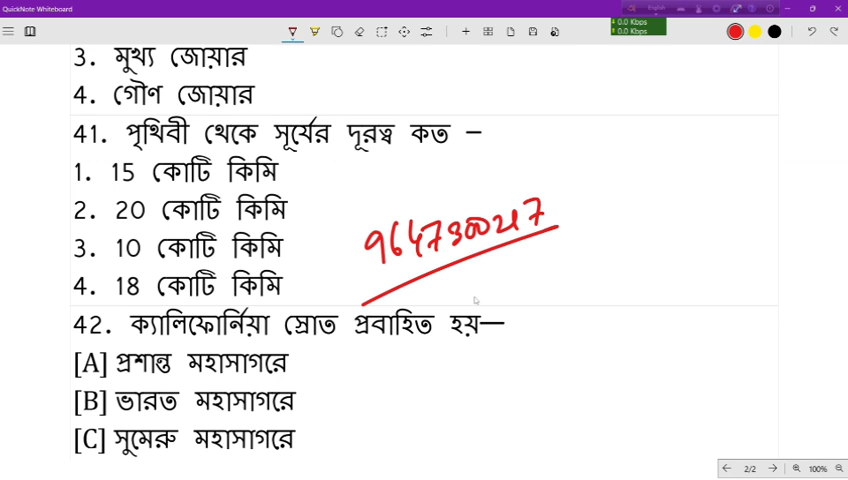 QuickNote Whiteboard
English
0.0 Kbps
0.0 Kbps
3. মুখ্য জোয়ার
4. গৌণ জোয়ার
41. পৃথিবী থেকে সূর্যের দূরত্ব কত –
1. 15 কোটি কিমি
2. 20 কোটি কিমি
3. 10 কোটি কিমি
4. 18 কোটি কিমি
42. ক্যালিফোর্নিয়া স্রোত প্রবাহিত হয়—
[A] প্রশান্ত মহাসাগরে
[B] ভারত মহাসাগরে
[C] সুমেরু মহাসাগরে
2/2
100%